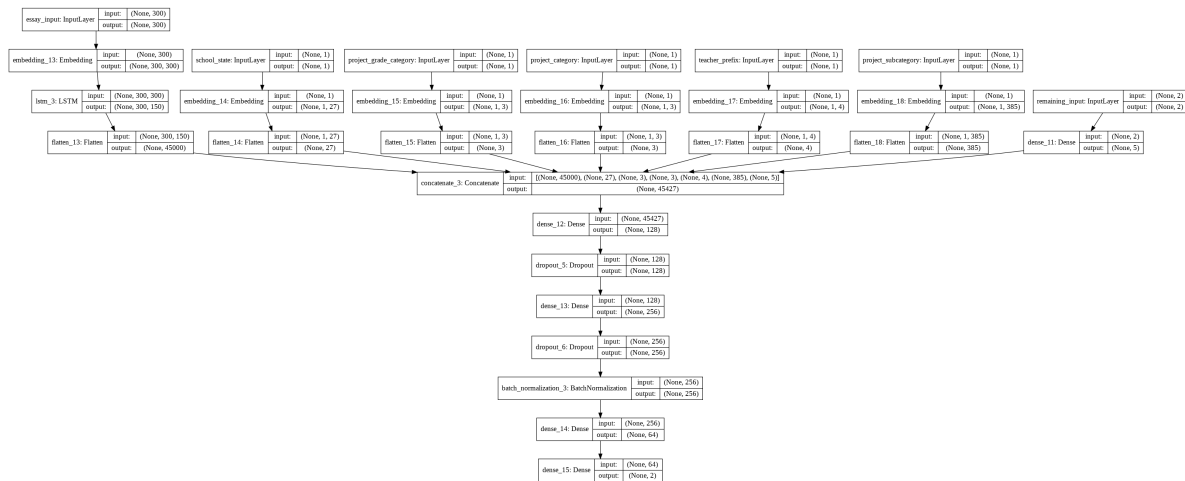 essay_input: InputLayer input: (None, 300) output: (None, 300)
embedding_13: Embedding input: (None, 300) output: (None, 300, 300)
school_state: InputLayer input: (None, 1) output: (None, 1)
project_grade_category: InputLayer input: (None, 1) output: (None, 1)
project_category: InputLayer input: (None, 1) output: (None, 1)
teacher_prefix: InputLayer input: (None, 1) output: (None, 1)
project_subcategory: InputLayer input: (None, 1) output: (None, 1)
lstm_3: LSTM input: (None, 300, 300) output: (None, 300, 150)
embedding_14: Embedding input: (None, 1) output: (None, 1, 27)
embedding_15: Embedding input: (None, 1) output: (None, 1, 3)
embedding_16: Embedding input: (None, 1) output: (None, 1, 3)
embedding_17: Embedding input: (None, 1) output: (None, 1, 4)
embedding_18: Embedding input: (None, 1) output: (None, 1, 385)
remaining_input: InputLayer input: (None, 2) output: (None, 2)
flatten_13: Flatten input: (None, 300, 150) output: (None, 45000)
flatten_14: Flatten input: (None, 1, 27) output: (None, 27)
flatten_15: Flatten input: (None, 1, 3) output: (None, 3)
flatten_16: Flatten input: (None, 1, 3) output: (None, 3)
flatten_17: Flatten input: (None, 1, 4) output: (None, 4)
flatten_18: Flatten input: (None, 1, 385) output: (None, 385)
dense_11: Dense input: (None, 2) output: (None, 5)
concatenate_3: Concatenate input: [(None, 45000), (None, 27), (None, 3), (None, 3), (None, 4), (None, 385), (None, 5)] output: (None, 45427)
dense_12: Dense input: (None, 45427) output: (None, 128)
dropout_5: Dropout input: (None, 128) output: (None, 128)
dense_13: Dense input: (None, 128) output: (None, 256)
dropout_6: Dropout input: (None, 256) output: (None, 256)
batch_normalization_3: BatchNormalization input: (None, 256) output: (None, 256)
dense_14: Dense input: (None, 256) output: (None, 64)
dense_15: Dense input: (None, 64) output: (None, 2)